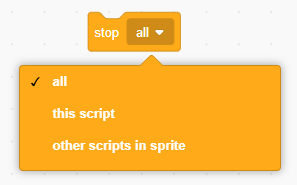 stop all
all
this script
other scripts in sprite